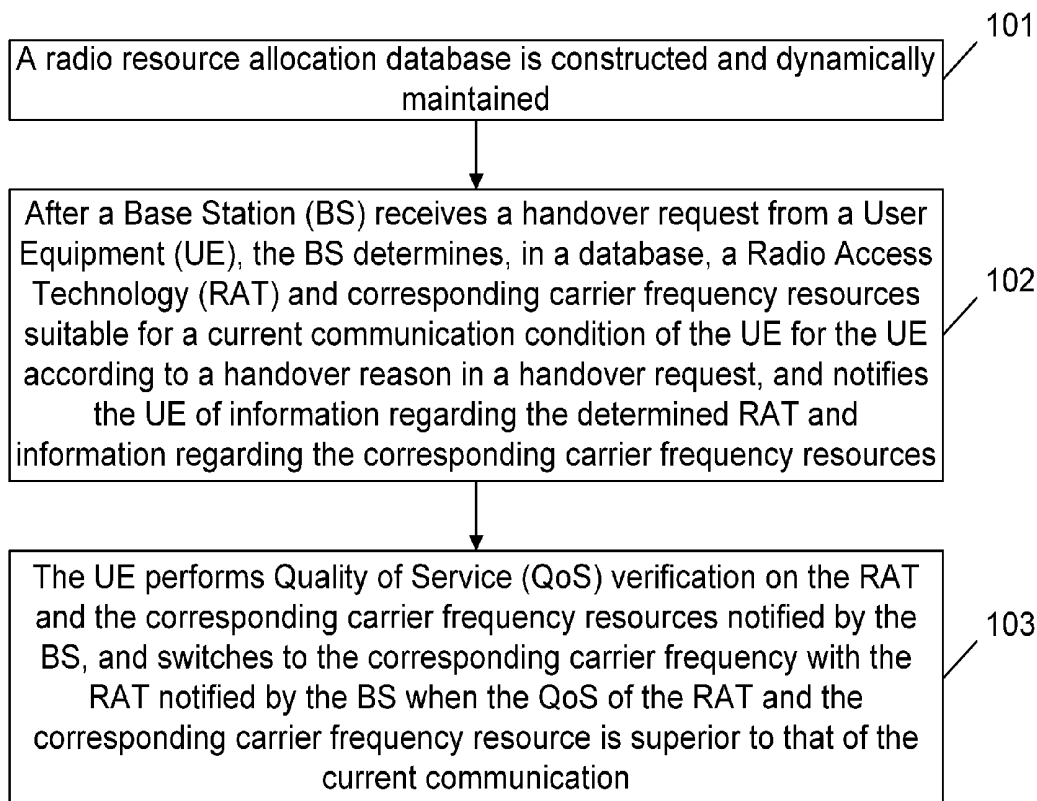 101
A radio resource allocation database is constructed and dynamically
maintained
After a Base Station (BS) receives a handover request from a User
Equipment (UE), the BS determines, in a database, a Radio Access
Technology (RAT) and corresponding carrier frequency resources
suitable for a current communication condition of the UE for the UE
according to a handover reason in a handover request, and notifies
the UE of information regarding the determined RAT and
information regarding the corresponding carrier frequency resources
102
The UE performs Quality of Service (QoS) verification on the RAT
and the corresponding carrier frequency resources notified by the
BS, and switches to the corresponding carrier frequency with the
RAT notified by the BS when the QoS of the RAT and the
corresponding carrier frequency resource is superior to that of the
current communication
103